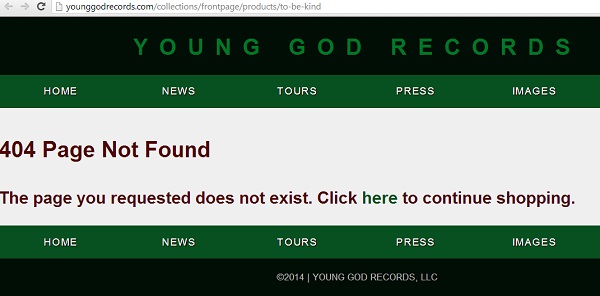 younggodrecords.com/collections/frontpage/products/to-be-kind
YOUNG GOD RECORDS
HOME NEWS TOURS PRESS IMAGES
404 Page Not Found
The page you requested does not exist. Click here to continue shopping.
HOME NEWS TOURS PRESS IMAGES
©2014 | YOUNG GOD RECORDS, LLC